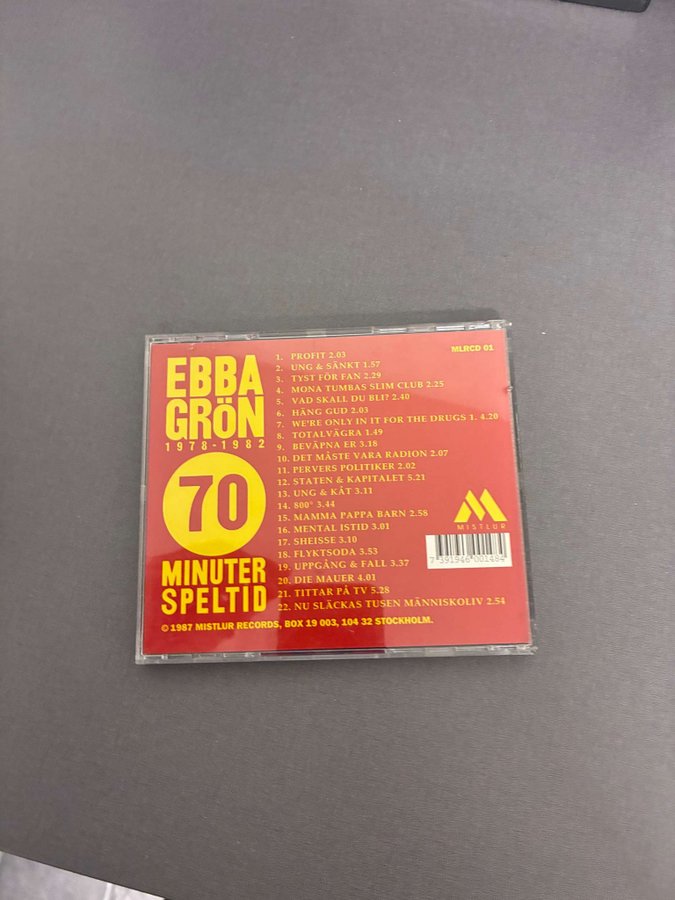 EBBA
GRÖN
1978-1982
70
MINUTER
SPELTID
1. PROFIT 2.03
2. UNG & SÄNKT 1.57
3. TYST FÖR FAN 2.29
4. MONA TUMBAS SLIM CLUB 2.25
5. VAD SKALL DU BLI? 2.40
6. HÄNG GUD 2.03
7. WE'RE ONLY IN IT FOR THE DRUGS 1. 4.20
8. TOTALVÄGRA 1.49
9. BEVÄPNA ER 3.18
10. DET MÅSTE VARA RADION 2.07
11. PERVERS POLITIKER 2.02
12. STATEN & KAPITALET 5.21
13. UNG & KÅT 3.11
14. 800° 3.44
15. MAMMA PAPPA BARN 2.58
16. MENTAL ISTID 3.01
17. SHEISSE 3.10
18. FLYKTSODA 3.53
19. UPPGÅNG & FALL 3.37
20. DIE MAUER 4.01
21. TITTAR PÅ TV 5.28
22. NU SLÄCKAS TUSEN MÄNNISKOLIV 2.54
MLRCD 01
MISTLUR
7 391946 001484
© 1987 MISTLUR RECORDS, BOX 19 003, 104 32 STOCKHOLM.